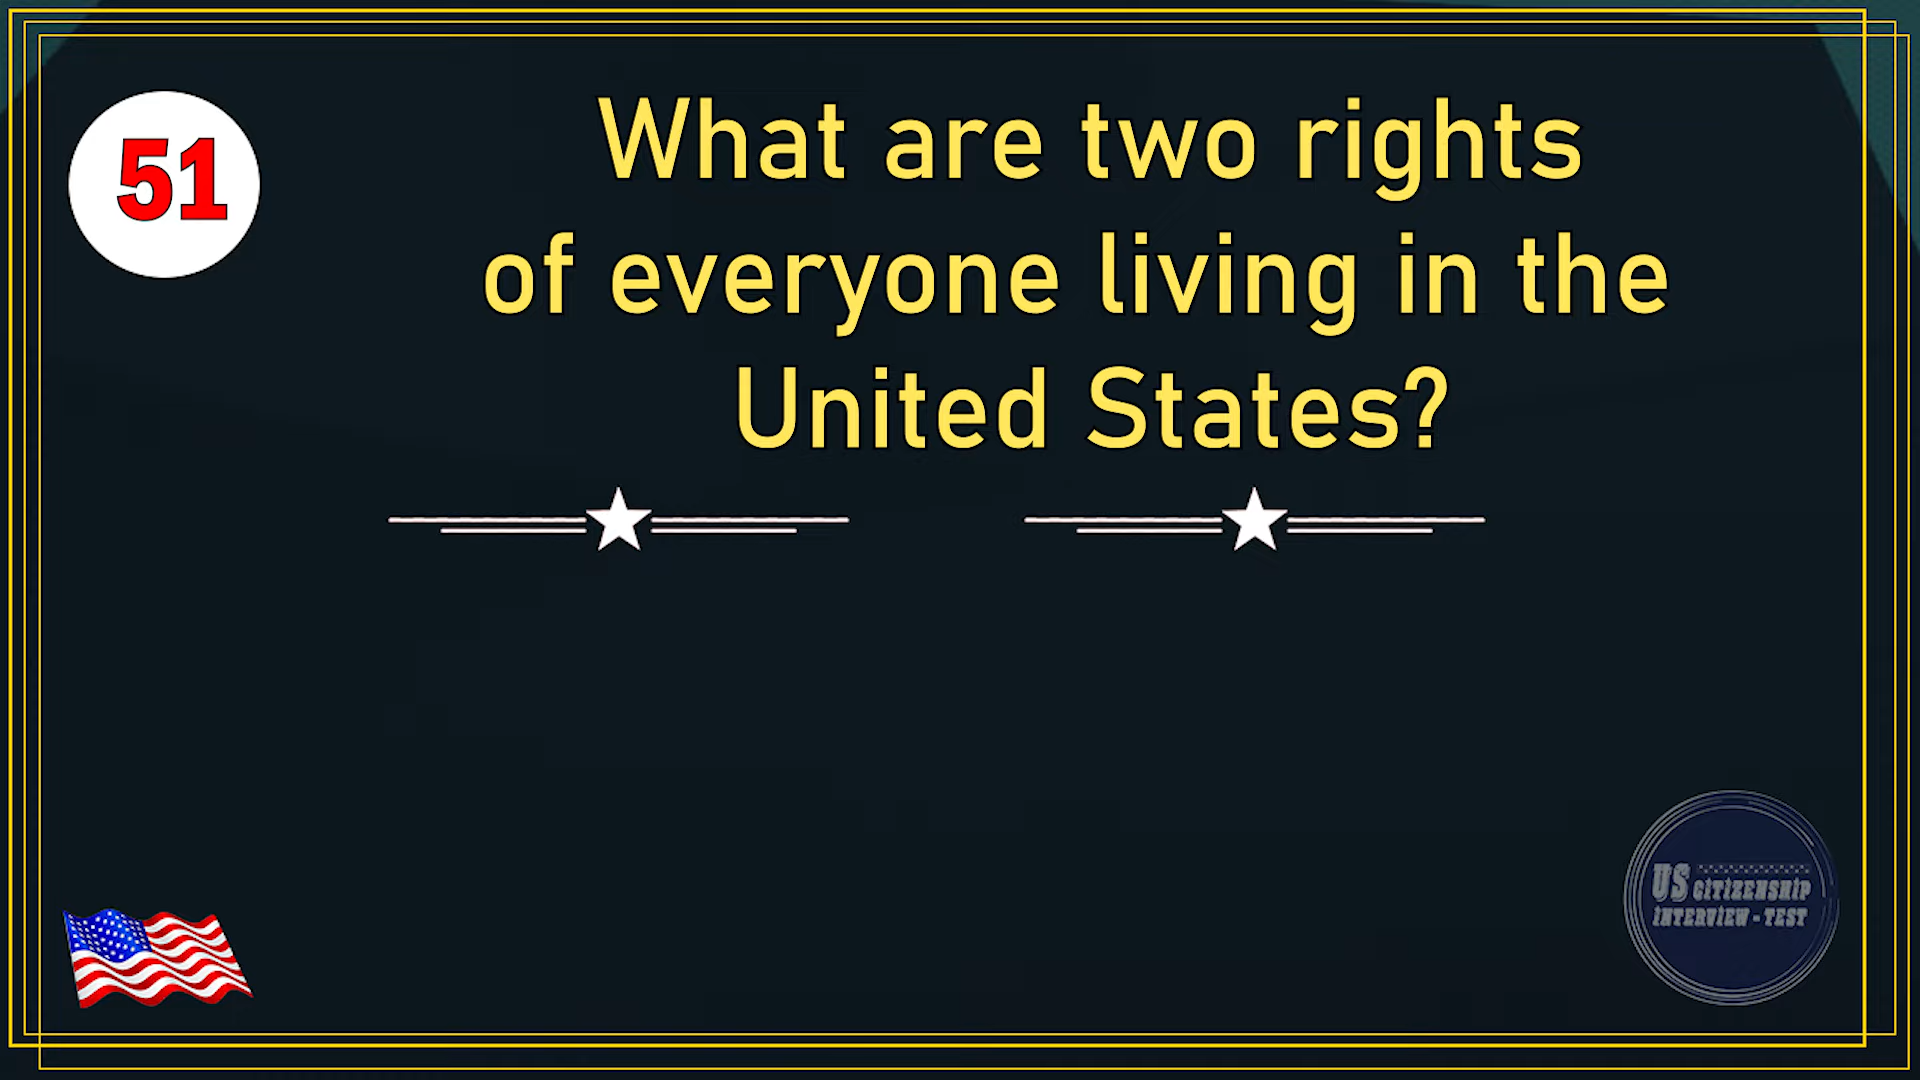 51
What are two rights
of everyone living in the
United States?
US CITIZENSHIP
INTERVIEW - TEST